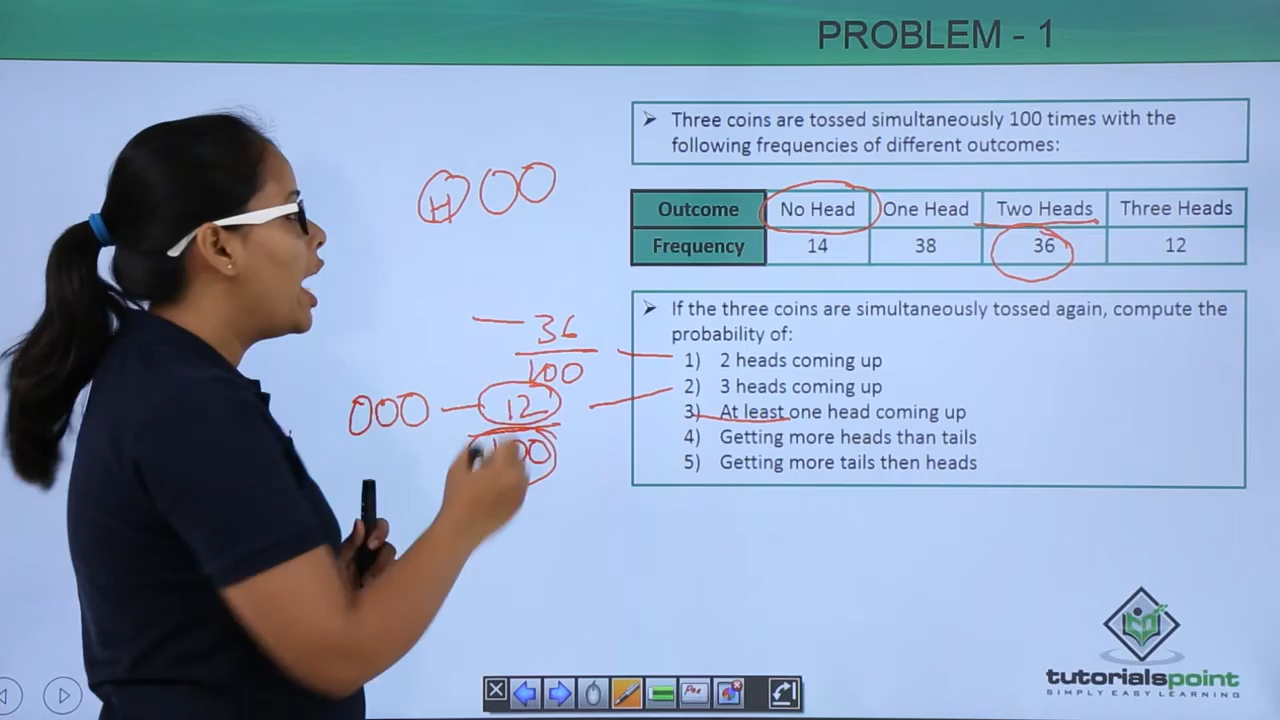 PROBLEM - 1
➢ Three coins are tossed simultaneously 100 times with the
following frequencies of different outcomes:
Outcome No Head One Head Two Heads Three Heads
Frequency 14 38 36 12
H
➢ If the three coins are simultaneously tossed again, compute the
probability of:
1) 2 heads coming up
2) 3 heads coming up
3) At least one head coming up
4) Getting more heads than tails
5) Getting more tails then heads
36
100
12
100
tutorialspoint
SIMPLY EASY LEARNING